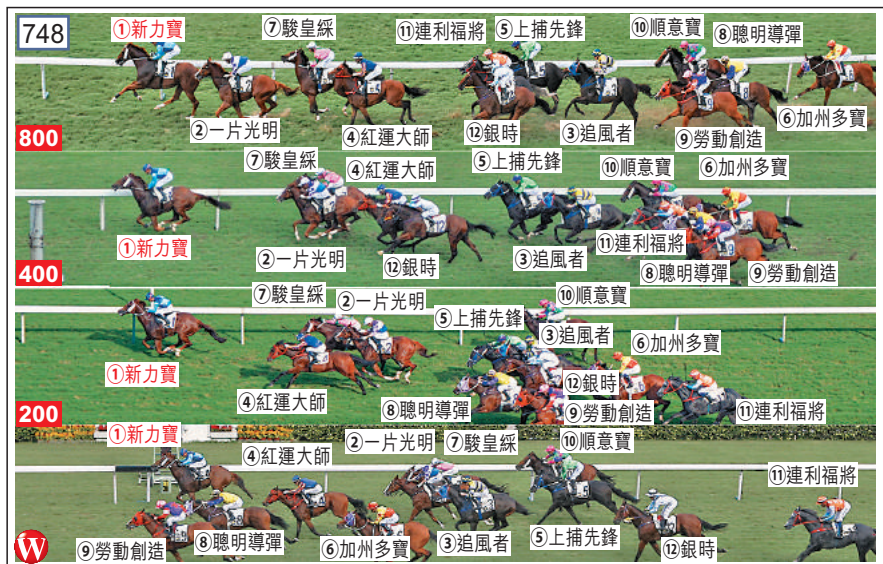 748
①新力寶 ⑦駿皇綵 ⑪連利福將 ⑤上捕先鋒 ⑩順意寶 ⑧聰明導彈
②一片光明 ④紅運大師 ⑫銀時 ③追風者 ⑨勞動創造 ⑥加州多寶
800
⑦駿皇綵 ④紅運大師 ⑤上捕先鋒 ⑩順意寶 ⑥加州多寶
①新力寶 ②一片光明 ⑫銀時 ③追風者 ⑪連利福將
⑧聰明導彈 ⑨勞動創造
400
⑦駿皇綵 ②一片光明 ⑤上捕先鋒 ⑩順意寶
③追風者 ⑥加州多寶
①新力寶 ④紅運大師 ⑧聰明導彈 ⑫銀時
⑨勞動創造 ⑪連利福將
200
①新力寶 ④紅運大師 ②一片光明 ⑦駿皇綵 ⑩順意寶 ⑪連利福將
⑨勞動創造 ⑧聰明導彈 ⑥加州多寶 ③追風者 ⑤上捕先鋒 ⑫銀時
W